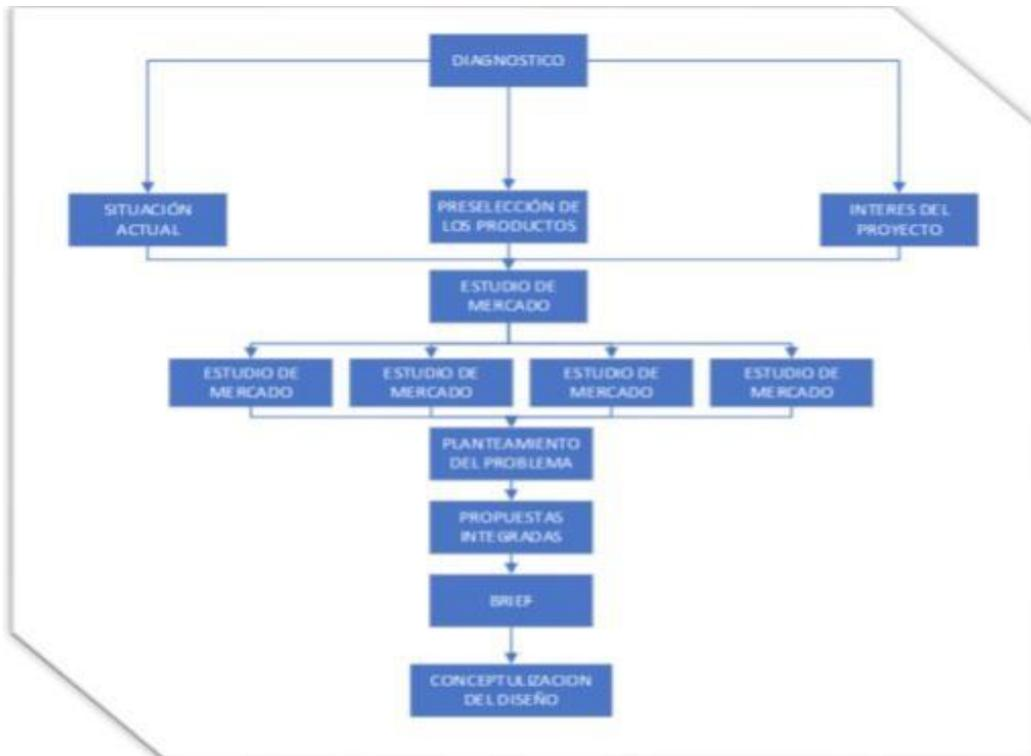 DIAGNOSTICO
SITUACIÓN
ACTUAL
PRESELECCIÓN DE
LOS PRODUCTOS
INTERES DEL
PROYECTO
ESTUDIO DE
MERCADO
ESTUDIO DE
MERCADO
ESTUDIO DE
MERCADO
ESTUDIO DE
MERCADO
ESTUDIO DE
MERCADO
PLANTEAMIENTO
DEL PROBLEMA
PROPUESTAS
INTEGRADAS
BRIEF
CONCEPTULIZACION
DEL DISEÑO